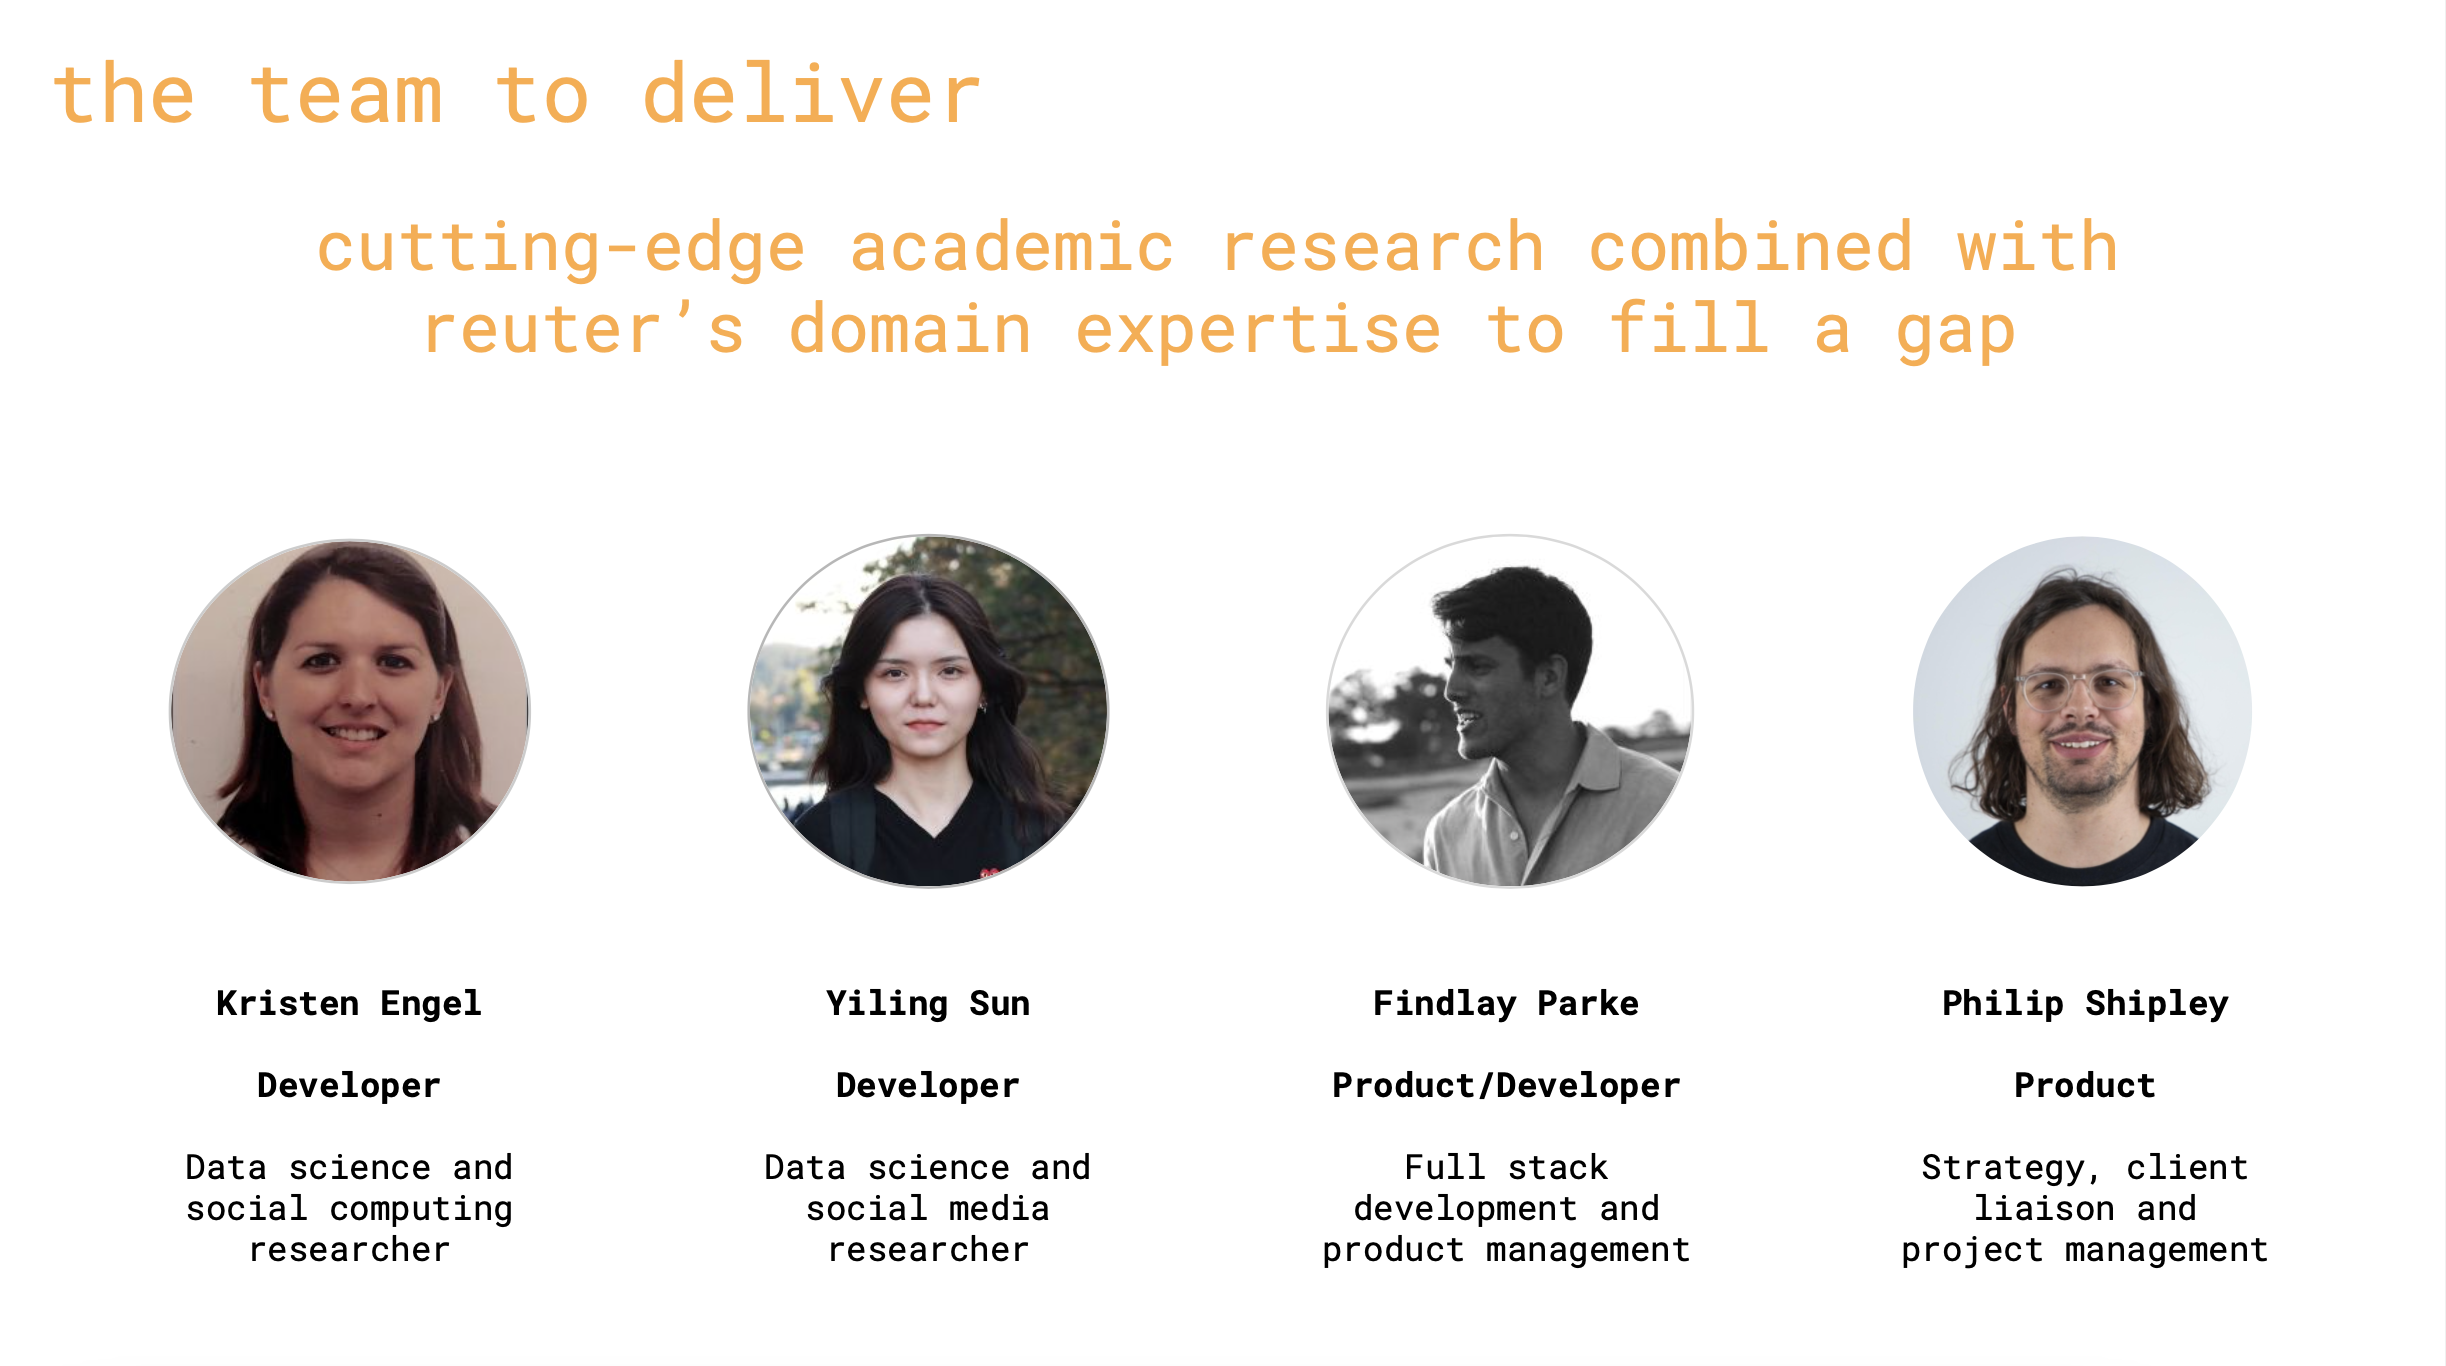 the team to deliver
cutting-edge academic research combined with
reuter’s domain expertise to fill a gap
Kristen Engel
Developer
Data science and
social computing
researcher
Yiling Sun
Developer
Data science and
social media
researcher
Findlay Parke
Product/Developer
Full stack
development and
product management
Philip Shipley
Product
Strategy, client
liaison and
project management